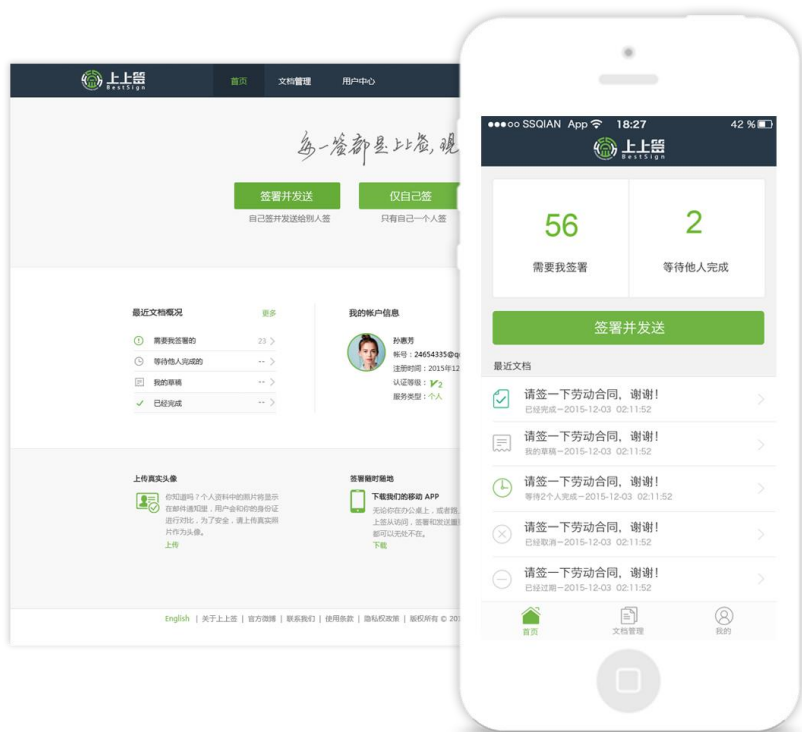 上上签
BestSign
首页
文档管理
用户中心
每一签都是上上签,现
签署并发送
仅自己签
自己签并发送给别人签
只有自己一个人签
最近文档概况
更多
需要我签署的
23
等待他人完成的
--
我的草稿
--
已经完成
--
我的帐户信息
孙惠芳
帐号:24654335@q
注册时间:2015年12
认证等级:V2
服务类型:个人
上传真实头像
你知道吗?个人资料中的照片将显示
在邮件通知里,用户会和你的身份证
进行对比,为了安全,请上传真实照
片作为头像。
上传
签署随时随地
下载我们的移动 APP
无论你在办公桌上,或者路
上签从访问,签署和发送重
都可以无处不在。
下载
English | 关于上上签 | 官方微博 | 联系我们 | 使用条款 | 隐私权政策 | 版权所有 © 201
SSQIAN App 18:27 42 %
上上签
BestSign
56
2
需要我签署
等待他人完成
签署并发送
最近文档
请签一下劳动合同,谢谢!
已经完成-2015-12-03 02:11:52
请签一下劳动合同,谢谢!
我的草稿-2015-12-03 02:11:52
请签一下劳动合同,谢谢!
等待2个人完成-2015-12-03 02:11:52
请签一下劳动合同,谢谢!
已经取消-2015-12-03 02:11:52
请签一下劳动合同,谢谢!
已经过期-2015-12-03 02:11:52
首页
文档管理
我的